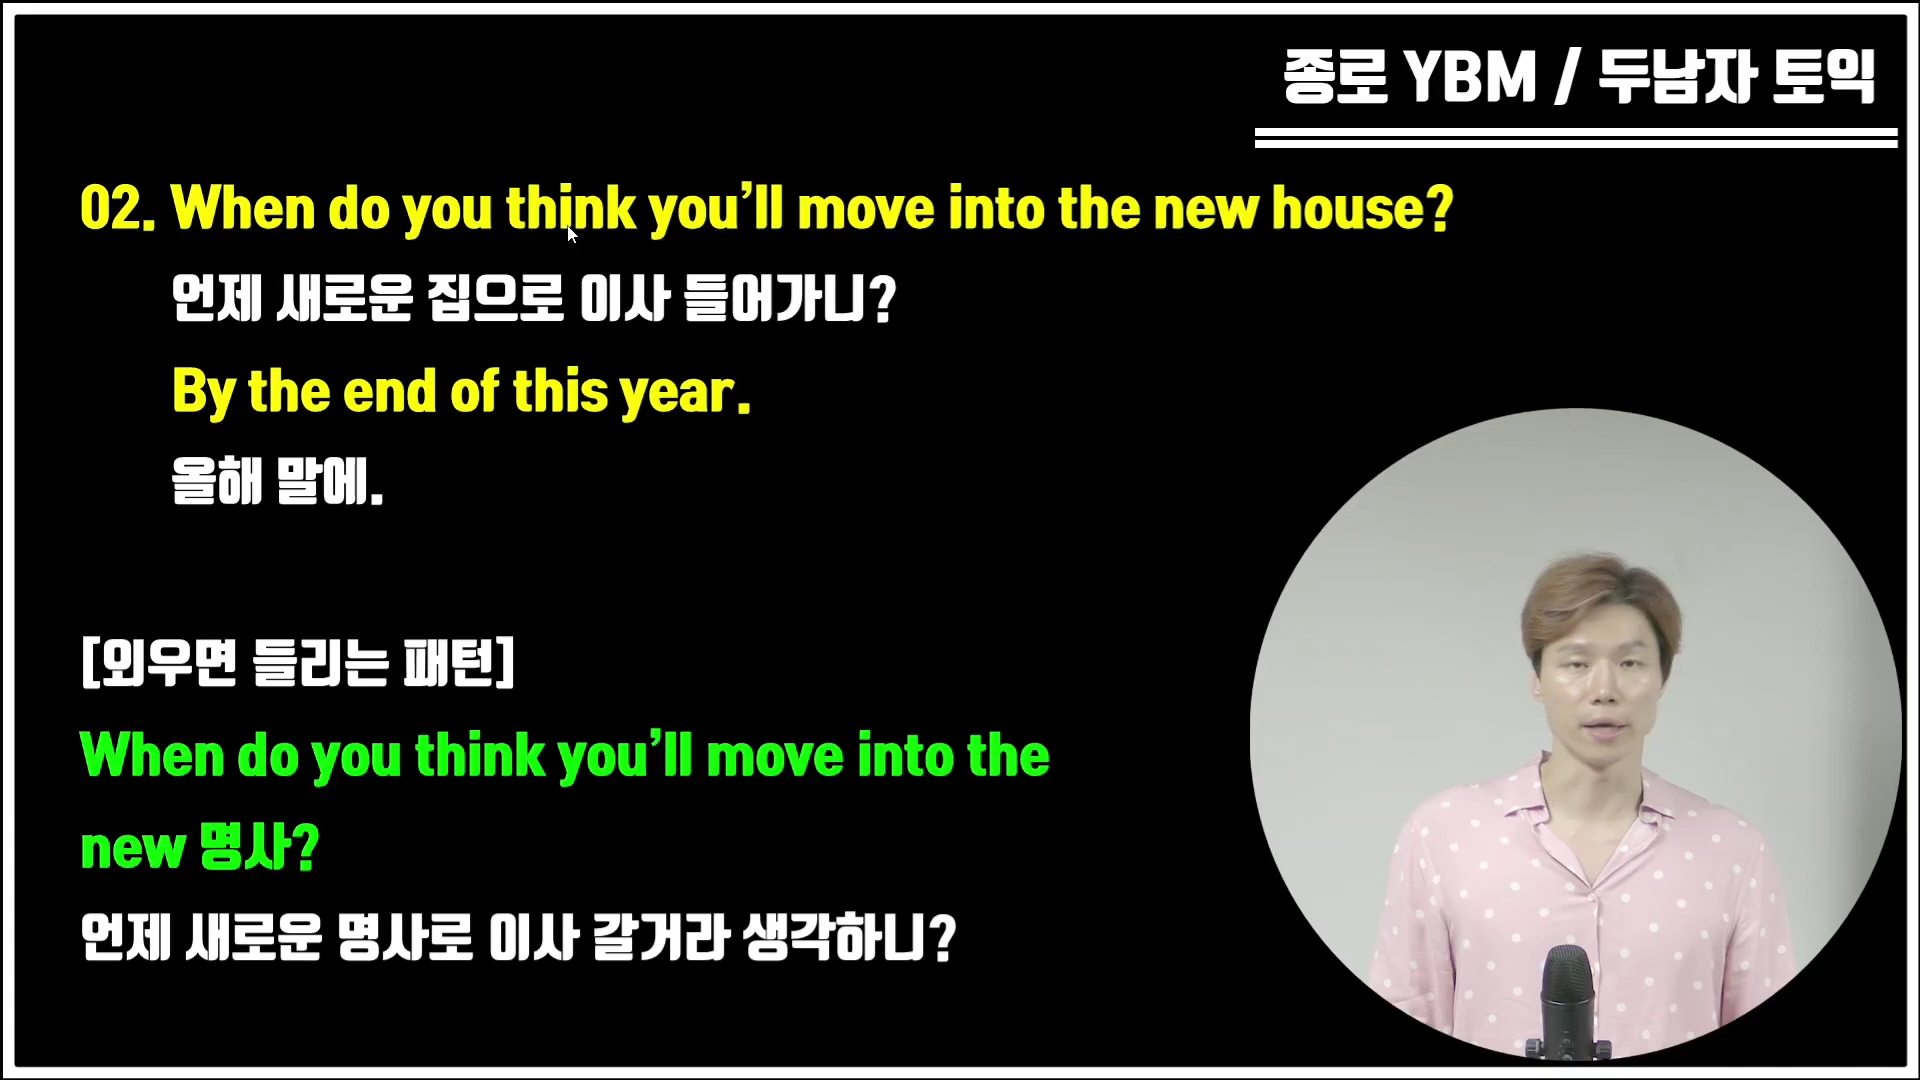 종로 YBM / 두남자 토익
02. When do you think you’ll move into the new house?
언제 새로운 집으로 이사 들어가니?
By the end of this year.
올해 말에.
[외우면 들리는 패턴]
When do you think you’ll move into the
new 명사?
언제 새로운 명사로 이사 갈거라 생각하니?